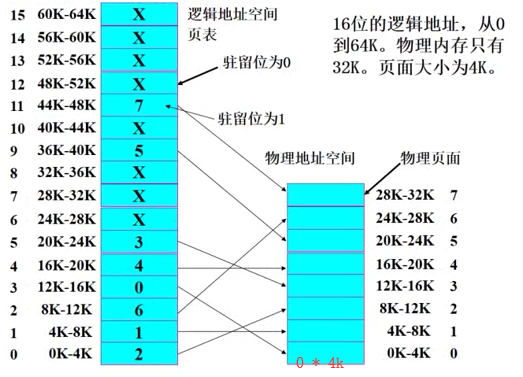 15 60K-64K X 逻辑地址空间
14 56K-60K X 页表
13 52K-56K X
12 48K-52K X 驻留位为0
11 44K-48K 7 驻留位为1
10 40K-44K X
9 36K-40K 5
8 32K-36K X
7 28K-32K X
6 24K-28K X
5 20K-24K 3
4 16K-20K 4
3 12K-16K 0
2 8K-12K 6
1 4K-8K 1
0 0K-4K 2
16位的逻辑地址，从0
到64K。物理内存只有
32K。页面大小为4K。
物理地址空间 物理页面
28K-32K 7
24K-28K 6
20K-24K 5
16K-20K 4
12K-16K 3
8K-12K 2
4K-8K 1
0K-4K 0
0 * 4k